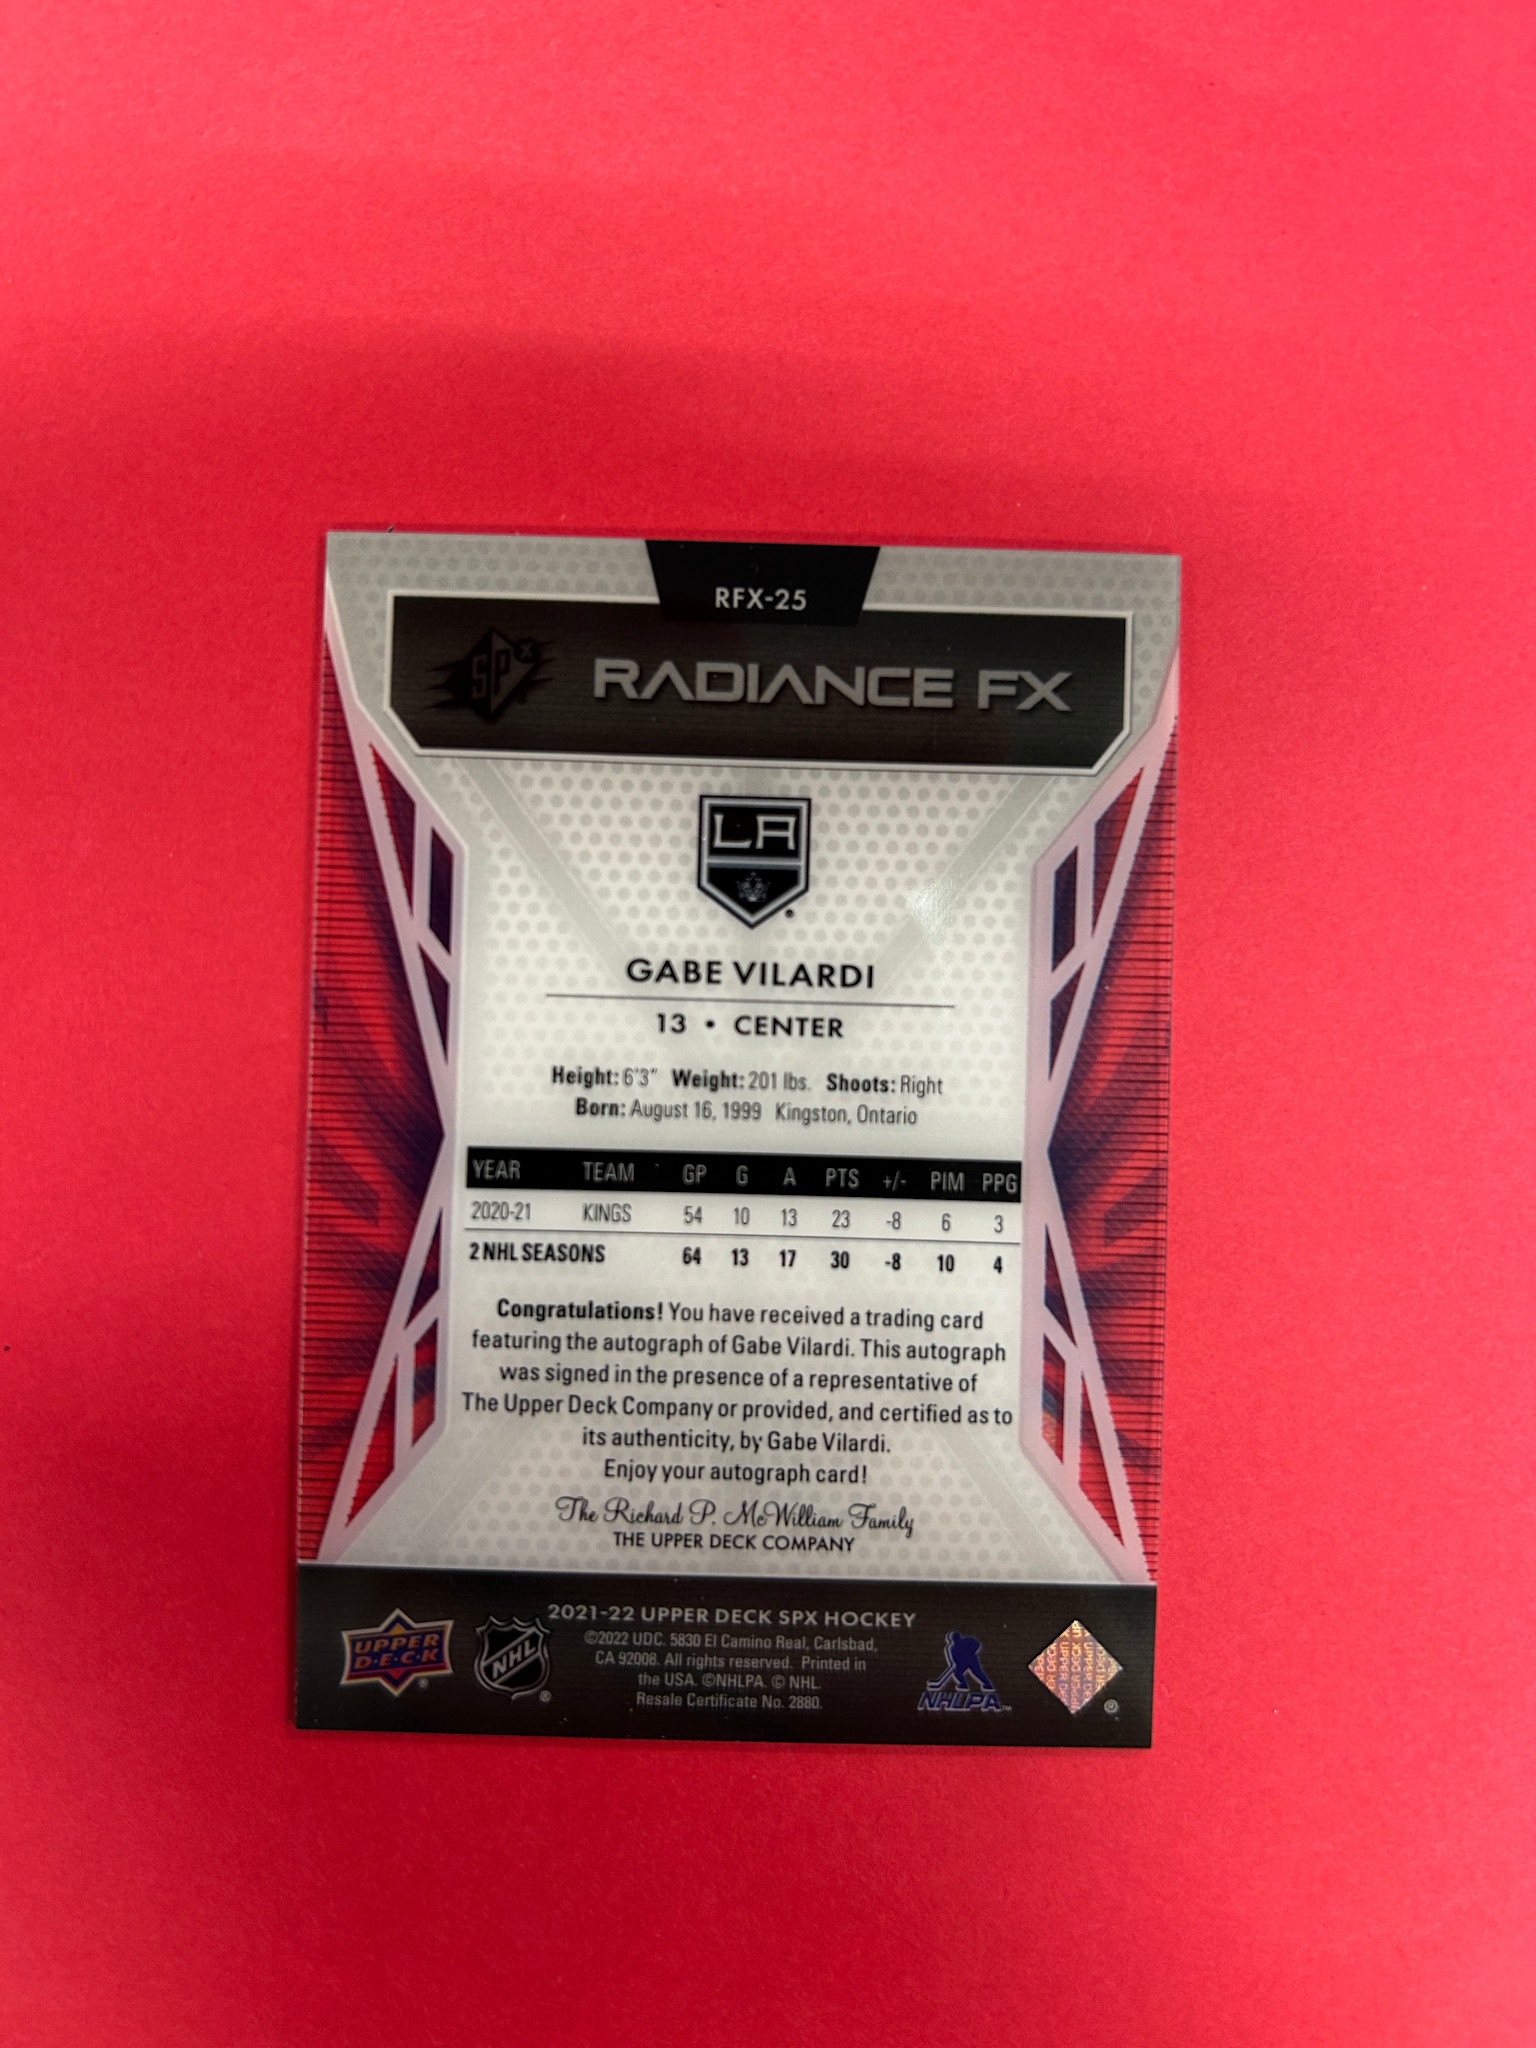 RFX-25
SPX RADIANCE FX
LA
GABE VILARDI
13 • CENTER
Height: 6'3" Weight: 201 lbs. Shoots: Right
Born: August 16, 1999 Kingston, Ontario
YEAR TEAM GP G A PTS +/- PIM PPG
2020-21 KINGS 54 10 13 23 -8 6 3
2 NHL SEASONS 64 13 17 30 -8 10 4
Congratulations! You have received a trading card
featuring the autograph of Gabe Vilardi. This autograph
was signed in the presence of a representative of
The Upper Deck Company or provided, and certified as to
its authenticity, by Gabe Vilardi.
Enjoy your autograph card!
The Richard P. McWilliam Family
THE UPPER DECK COMPANY
2021-22 UPPER DECK SPX HOCKEY
©2022 UDC. 5830 El Camino Real, Carlsbad,
CA 92008. All rights reserved. Printed in
the USA. ©NHLPA. © NHL.
Resale Certificate No. 2880.
UPPER
D·E·C·K ®
NHL ®
NHLPA™
UPPER DECK
®